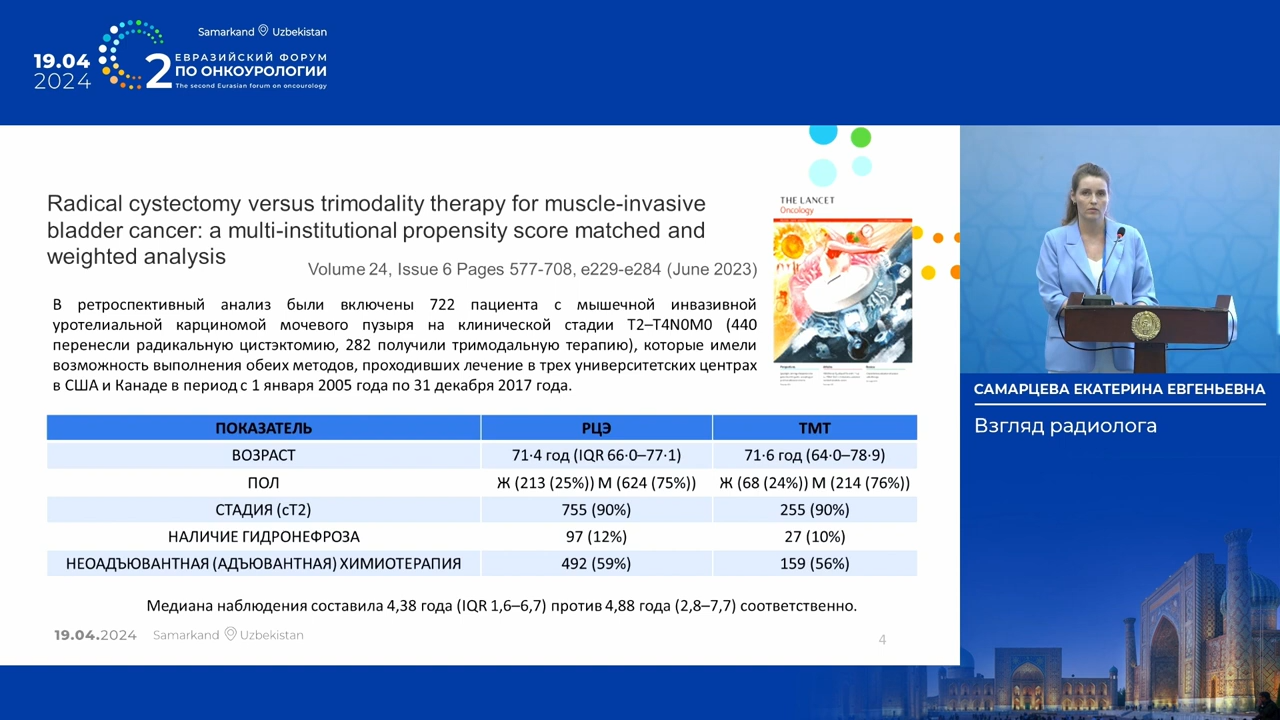 Samarkand Uzbekistan
19.04
2024
2
ЕВРАЗИЙСКИЙ ФОРУМ
ПО ОНКОУРОЛОГИИ
The second Eurasian forum on oncourology
Radical cystectomy versus trimodality therapy for muscle-invasive
bladder cancer: a multi-institutional propensity score matched and
weighted analysis
Volume 24, Issue 6 Pages 577-708, e229-e284 (June 2023)
THE LANCET
Oncology
В ретроспективный анализ были включены 722 пациента с мышечной инвазивной
уротелиальной карциномой мочевого пузыря на клинической стадии T2–T4N0M0 (440
перенесли радикальную цистэктомию, 282 получили тримодальную терапию), которые имели
возможность выполнения обеих методов, проходивших лечение в трех университетских центрах
в США и Канаде в период с 1 января 2005 года по 31 декабря 2017 года.
ПОКАЗАТЕЛЬ РЦЭ ТМТ
ВОЗРАСТ 71·4 год (IQR 66·0–77·1) 71·6 год (64·0–78·9)
ПОЛ Ж (213 (25%)) М (624 (75%)) Ж (68 (24%)) М (214 (76%))
СТАДИЯ (cT2) 755 (90%) 255 (90%)
НАЛИЧИЕ ГИДРОНЕФРОЗА 97 (12%) 27 (10%)
НЕОАДЪЮВАНТНАЯ (АДЪЮВАНТНАЯ) ХИМИОТЕРАПИЯ 492 (59%) 159 (56%)
Медиана наблюдения составила 4,38 года (IQR 1,6–6,7) против 4,88 года (2,8–7,7) соответственно.
19.04.2024 Samarkand Uzbekistan
4
САМАРЦЕВА ЕКАТЕРИНА ЕВГЕНЬЕВНА
Взгляд радиолога